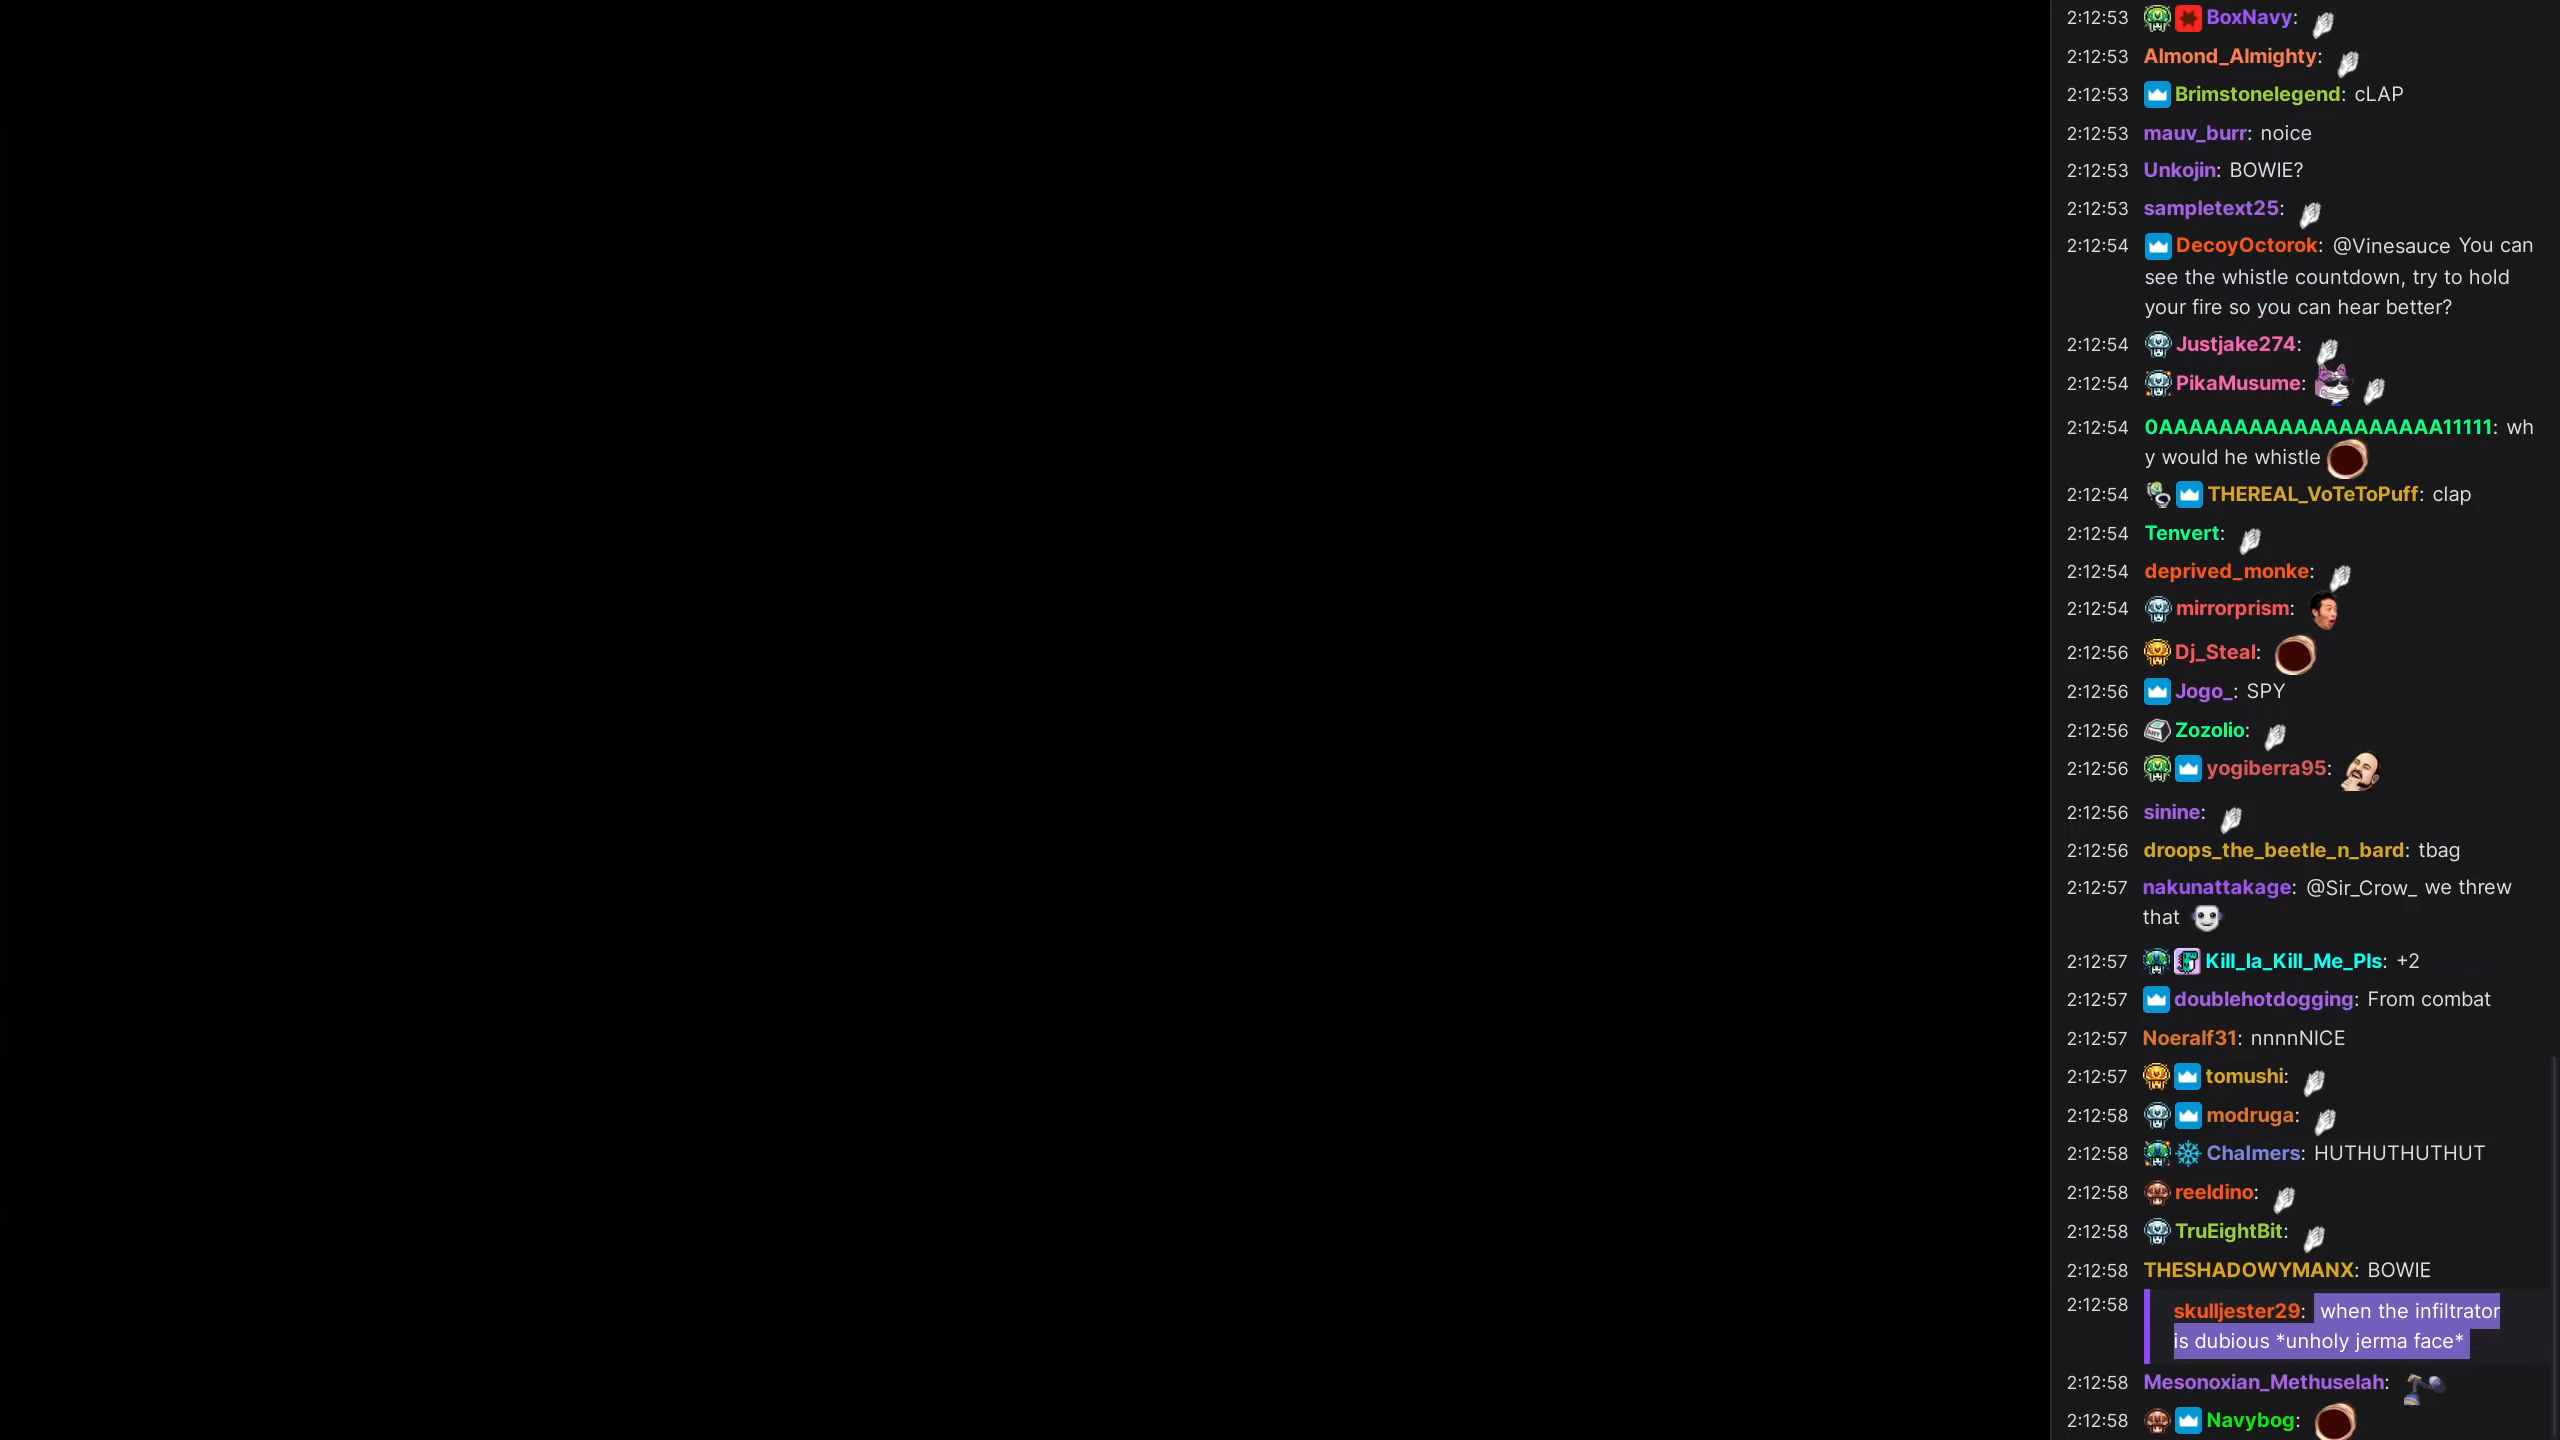 2:12:53 BoxNavy:
2:12:53 Almond_Almighty:
2:12:53 Brimstonelegend: cLAP
2:12:53 mauv_burr: noice
2:12:53 Unkojin: BOWIE?
2:12:53 sampletext25:
2:12:54 DecoyOctorok: @Vinesauce You can
see the whistle countdown, try to hold
your fire so you can hear better?
2:12:54 Justjake274:
2:12:54 PikaMusume:
2:12:54 0AAAAAAAAAAAAAAAAAAA11111: wh
y would he whistle
2:12:54 THEREAL_VoTeToPuff: clap
2:12:54 Tenvert:
2:12:54 deprived_monke:
2:12:54 mirrorprism:
2:12:56 Dj_Steal:
2:12:56 Jogo_: SPY
2:12:56 Zozolio:
2:12:56 yogiberra95:
2:12:56 sinine:
2:12:56 droops_the_beetle_n_bard: tbag
2:12:57 nakunattakage: @Sir_Crow_ we threw
that
2:12:57 Kill_la_Kill_Me_Pls: +2
2:12:57 doublehotdogging: From combat
2:12:57 Noeralf31: nnnnNICE
2:12:57 tomushi:
2:12:58 modruga:
2:12:58 Chalmers: HUTHUTHUTHUT
2:12:58 reeldino:
2:12:58 TruEightBit:
2:12:58 THESHADOWYMANX: BOWIE
2:12:58 skulljester29: when the infiltrator
is dubious *unholy jerma face*
2:12:58 Mesonoxian_Methuselah:
2:12:58 Navybog: